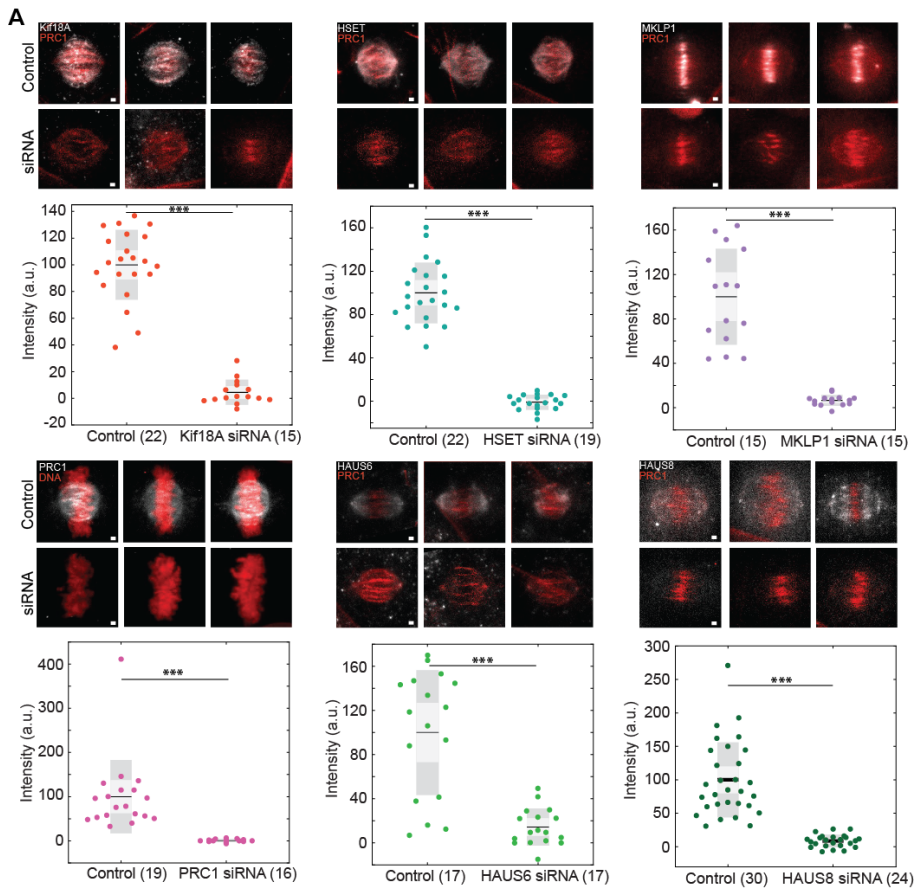 A
Kif18A
PRC1
HSET
PRC1
MKLP1
PRC1
Control
siRNA
Intensity (a.u.)
140
120
100
80
60
40
20
0
-20
***
Control (22) Kif18A siRNA (15)
Intensity (a.u.)
160
120
80
40
0
***
Control (22) HSET siRNA (19)
Intensity (a.u.)
160
120
80
40
0
***
Control (15) MKLP1 siRNA (15)
PRC1
DNA
HAUS6
PRC1
HAUS8
PRC1
Control
siRNA
Intensity (a.u.)
400
300
200
100
0
***
Control (19) PRC1 siRNA (16)
Intensity (a.u.)
160
120
80
40
0
***
Control (17) HAUS6 siRNA (17)
Intensity (a.u.)
300
250
200
150
100
50
0
***
Control (30) HAUS8 siRNA (24)